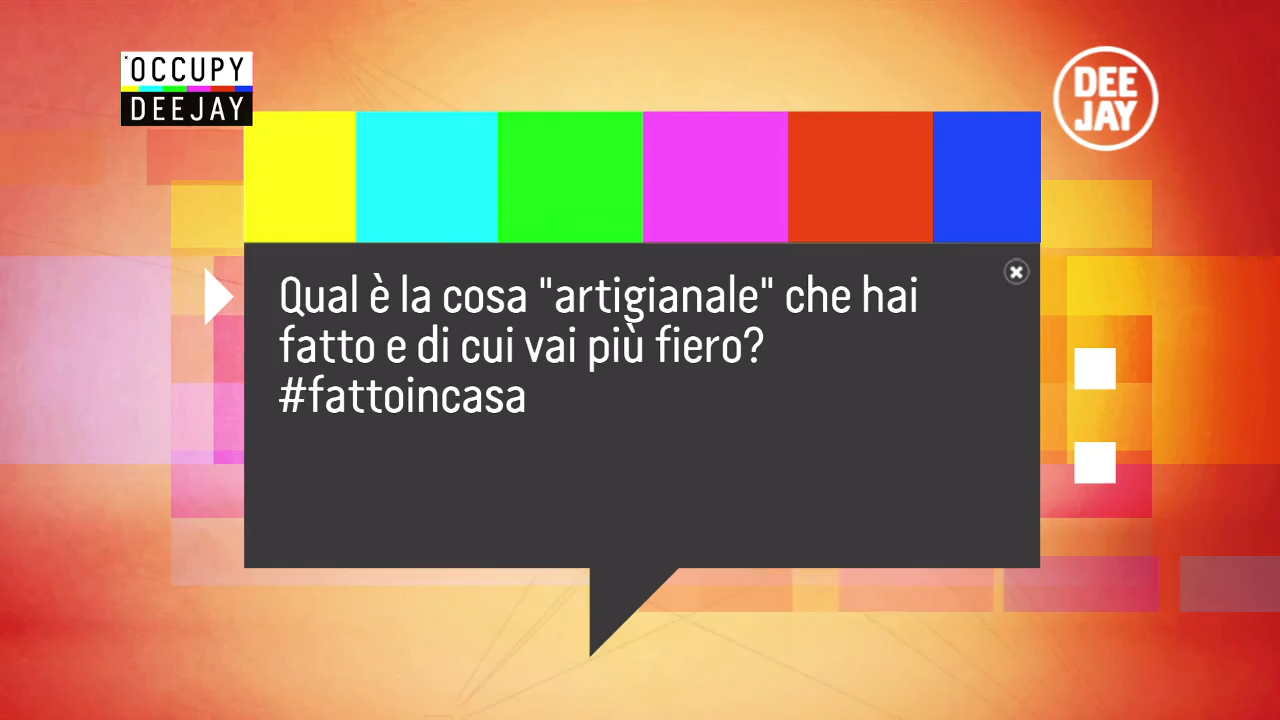 OCCUPY
DEEJAY
DEE
JAY
Qual è la cosa "artigianale" che hai
fatto e di cui vai più fiero?
#fattoincasa